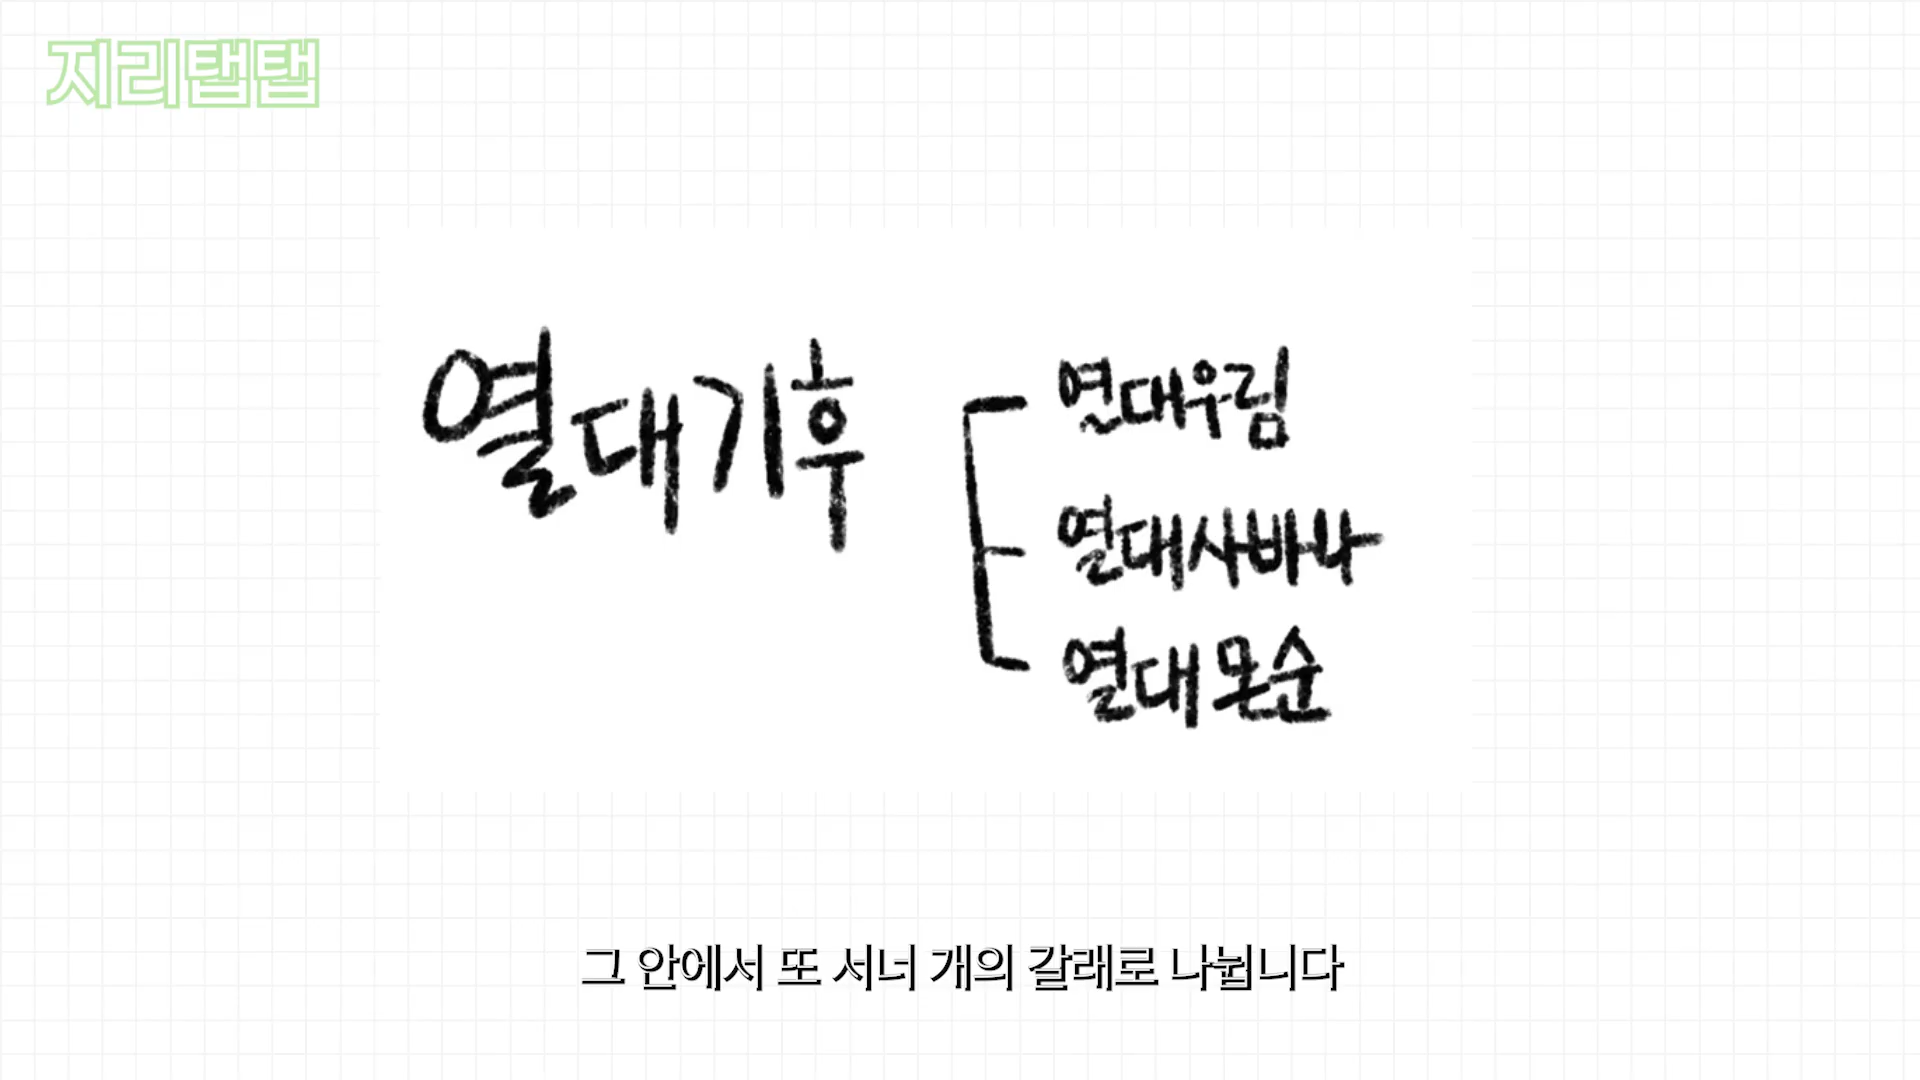 지리탭탭
열대기후
열대우림
열대사바나
열대몬순
그 안에서 또 서너 개의 갈래로 나뉩니다